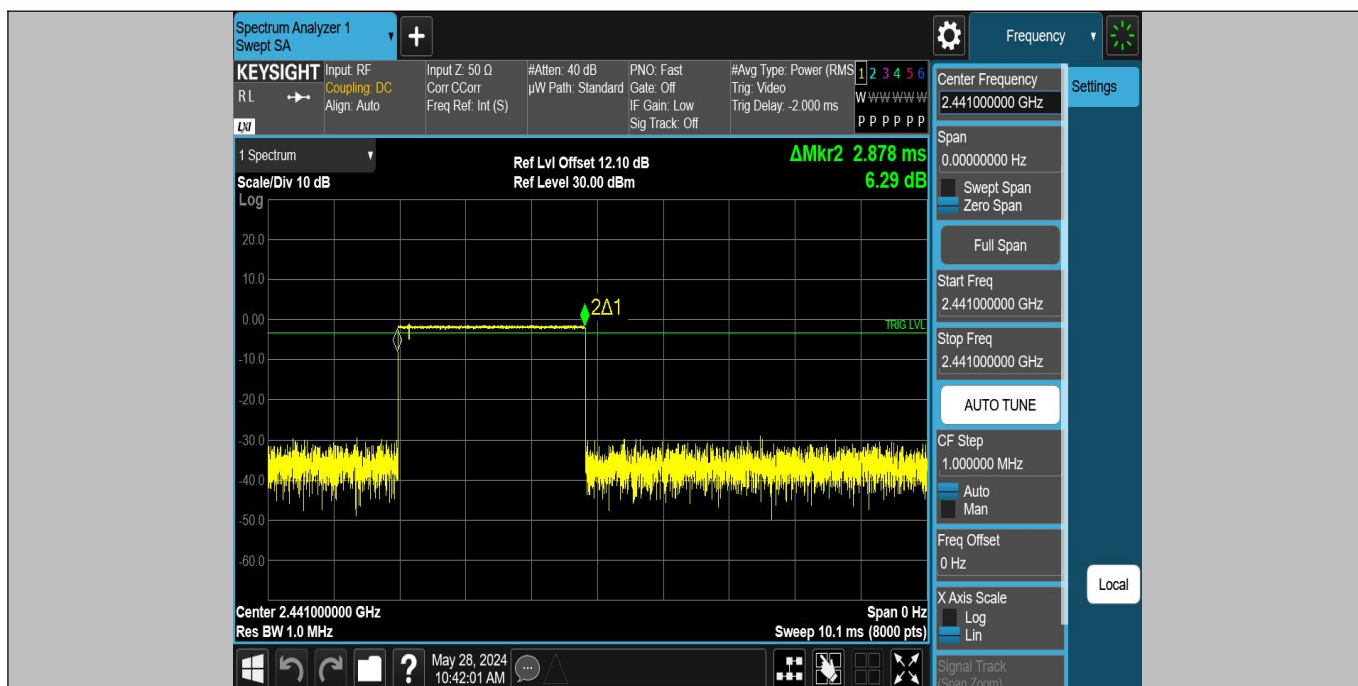 Spectrum Analyzer 1
Swept SA
+
Frequency
KEYSIGHT
RL
LXI
Input: RF
Coupling: DC
Align: Auto
Input Z: 50 Ω
Corr CCorr
Freq Ref: Int (S)
#Atten: 40 dB
µW Path: Standard
PNO: Fast
Gate: Off
IF Gain: Low
Sig Track: Off
#Avg Type: Power (RMS
Trig: Video
Trig Delay: -2.000 ms
1 2 3 4 5 6
W W W W W W
P P P P P P
1 Spectrum
Scale/Div 10 dB
Log
Ref Lvl Offset 12.10 dB
Ref Level 30.00 dBm
ΔMkr2 2.878 ms
6.29 dB
20.0
10.0
0.00
-10.0
-20.0
-30.0
-40.0
-50.0
-60.0
2Δ1
TRIG LVL
Center 2.441000000 GHz
Res BW 1.0 MHz
Span 0 Hz
Sweep 10.1 ms (8000 pts)
?
May 28, 2024
10:42:01 AM
Center Frequency
2.441000000 GHz
Settings
Span
0.00000000 Hz
Swept Span
Zero Span
Full Span
Start Freq
2.441000000 GHz
Stop Freq
2.441000000 GHz
AUTO TUNE
CF Step
1.000000 MHz
Auto
Man
Freq Offset
0 Hz
X Axis Scale
Log
Lin
Local
Signal Track
(Span Zoom)